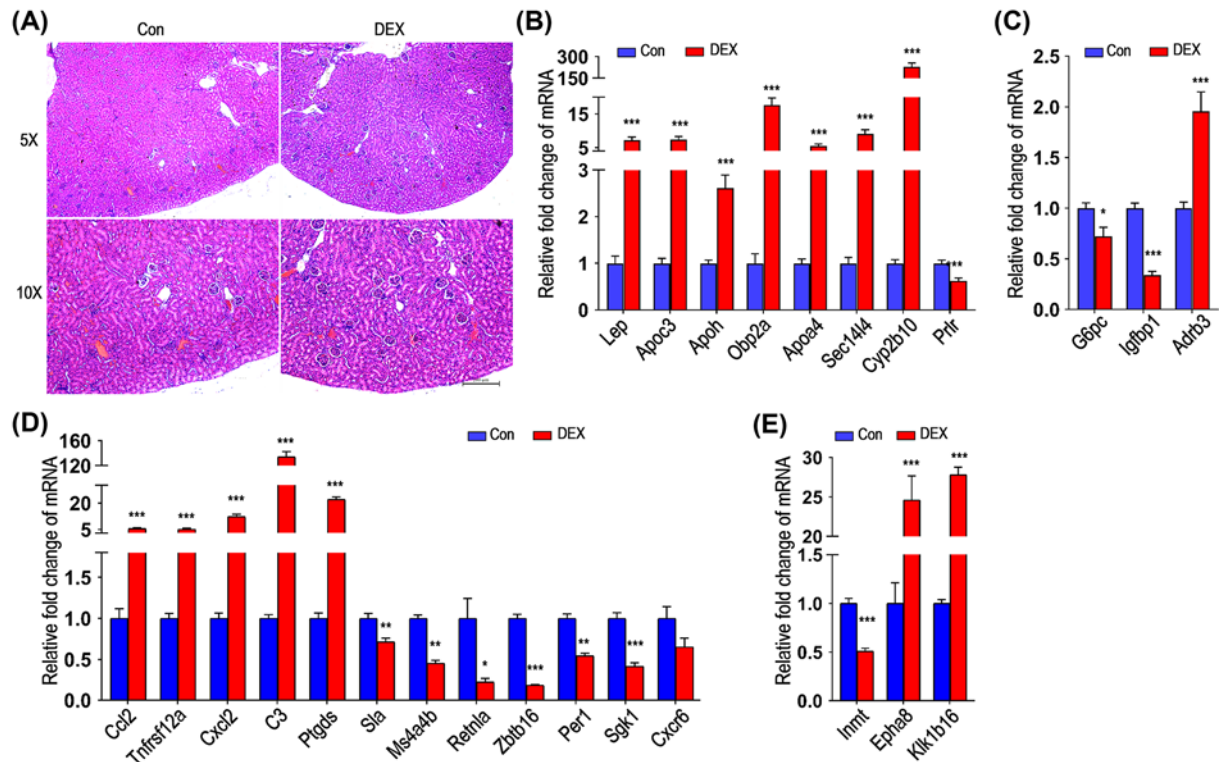 (A)
Con DEX
5X
10X
(B)
Con DEX
Relative fold change of mRNA
300
150
15
5
3
2
1
0
*** *** *** *** *** *** *** ***
Lep Apoc3 Apoh Obp2a Apoa4 Sec14l4 Cyp2b10 Prlr
(C)
Con DEX
Relative fold change of mRNA
2.5
2.0
1.5
1.0
0.5
0.0
* *** ***
G6pc Igfbp1 Adrb3
(D)
Con DEX
Relative fold change of mRNA
160
120
20
5
1.0
0.5
0.0
*** *** *** *** *** ** ** * *** ** ***
Ccl2 Tnfrsf12a Cxcl2 C3 Ptgds Sla Ms4a4b Retnla Zbtb16 Per1 Sgk1 Cxcr6
(E)
Con DEX
Relative fold change of mRNA
30
25
20
1.5
1.0
0.5
0.0
*** *** ***
Inmt Epha8 Klk1b16